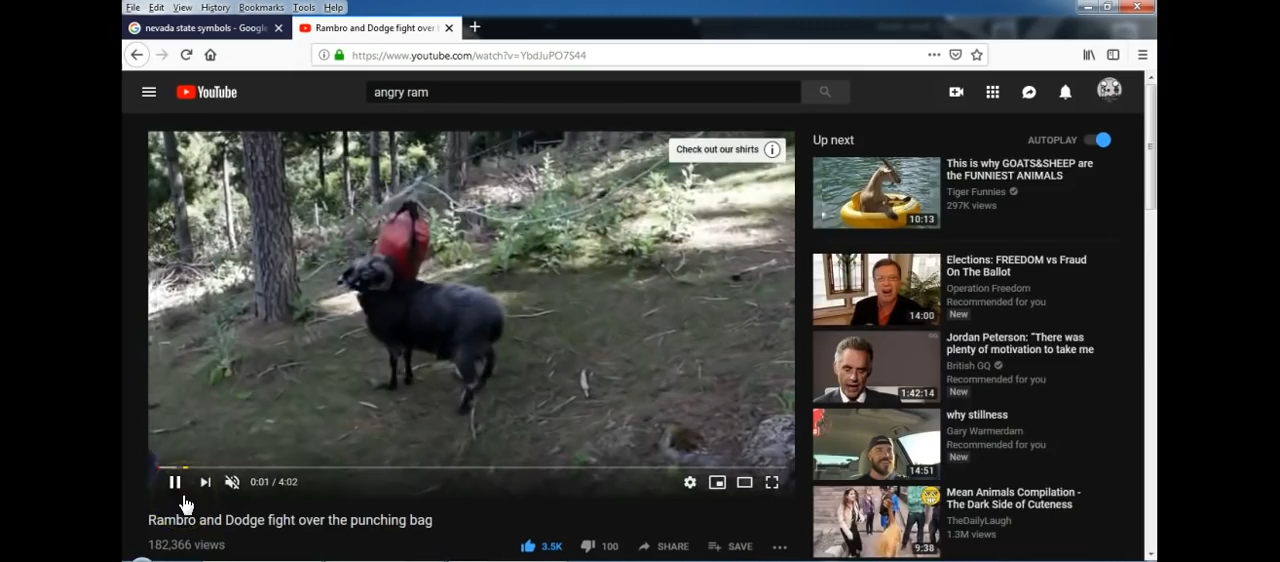 File Edit View History Bookmarks Tools Help
nevada state symbols - Google
Rambro and Dodge fight over
https://www.youtube.com/watch?v=YbdJuPO7S44
YouTube
angry ram
Check out our shirts
0:01 / 4:02
Rambro and Dodge fight over the punching bag
182,366 views
3.5K
100
SHARE
SAVE
Up next
AUTOPLAY
10:13
This is why GOATS&SHEEP are
the FUNNIEST ANIMALS
Tiger Funnies
297K views
14:00
Elections: FREEDOM vs Fraud
On The Ballot
Operation Freedom
Recommended for you
New
1:42:14
Jordan Peterson: "There was
plenty of motivation to take me
British GQ
Recommended for you
New
14:51
why stillness
Gary Warmerdam
Recommended for you
New
9:38
Mean Animals Compilation -
The Dark Side of Cuteness
TheDailyLaugh
1.3M views